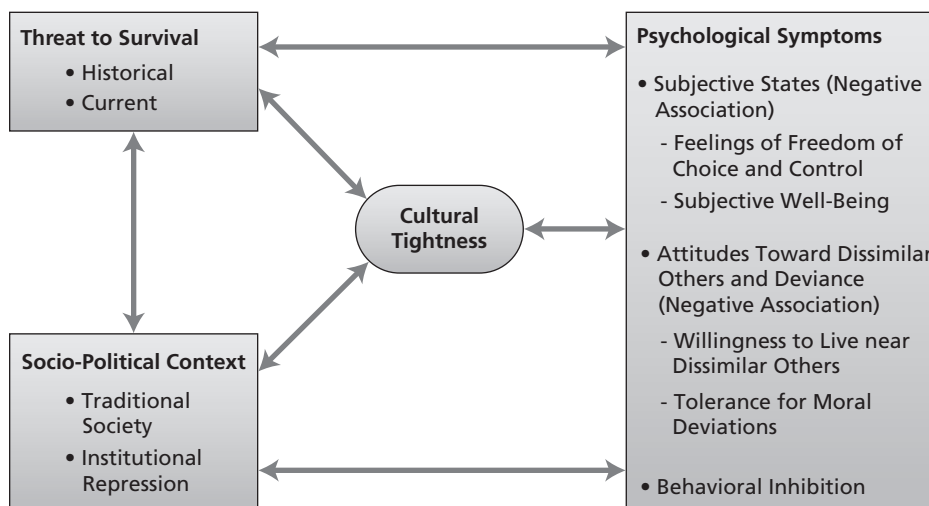 Threat to Survival
• Historical
• Current
Cultural
Tightness
Socio-Political Context
• Traditional
Society
• Institutional
Repression
Psychological Symptoms
• Subjective States (Negative
Association)
- Feelings of Freedom of
Choice and Control
- Subjective Well-Being
• Attitudes Toward Dissimilar
Others and Deviance
(Negative Association)
- Willingness to Live near
Dissimilar Others
- Tolerance for Moral
Deviations
• Behavioral Inhibition